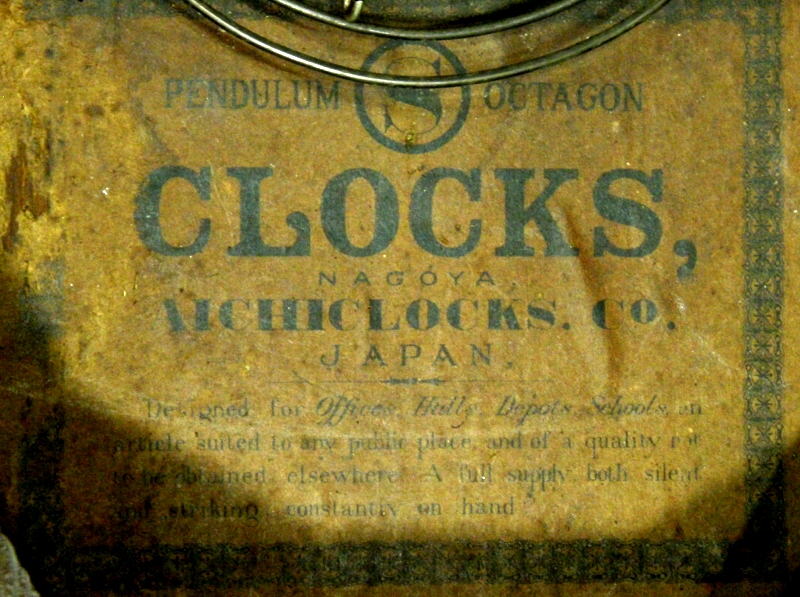 PENDULUM S OCTAGON
CLOCKS,
NAGOYA,
AICHICLOCKS. Co.
JAPAN.
Designed for Offices, Halls, Depots, Schools, an
article suited to any public place, and of a quality not
to be obtained elsewhere. A full supply both silent
and striking constantly on hand